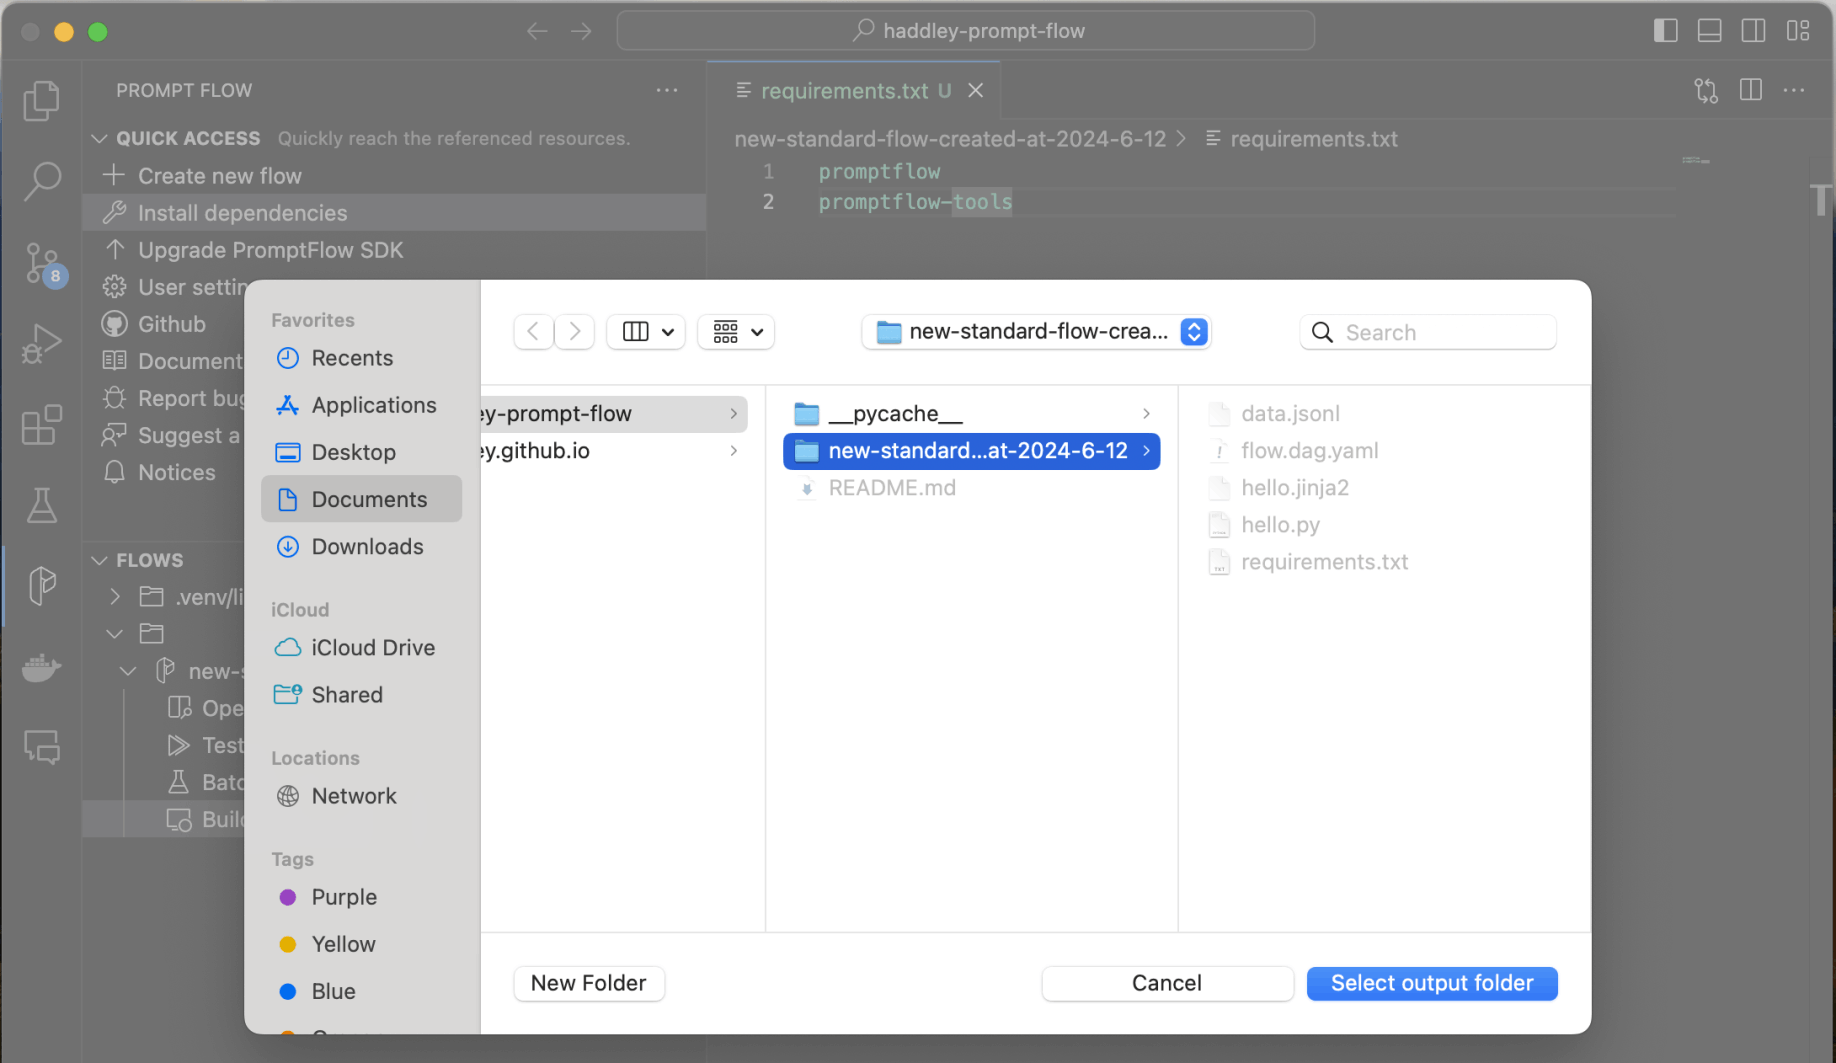 haddley-prompt-flow
PROMPT FLOW
QUICK ACCESS Quickly reach the referenced resources.
Create new flow
Install dependencies
Upgrade PromptFlow SDK
User settin
Github
Document
Report bug
Suggest a
Notices
8
FLOWS
.venv/li
new-s
Ope
Test
Batc
Build
requirements.txt U
new-standard-flow-created-at-2024-6-12 > requirements.txt
1 promptflow
2 promptflow-tools
Favorites
Recents
Applications
Desktop
Documents
Downloads
iCloud
iCloud Drive
Shared
Locations
Network
Tags
Purple
Yellow
Blue
new-standard-flow-crea...
Search
ey-prompt-flow
ey.github.io
__pycache__
new-standard...at-2024-6-12
README.md
data.jsonl
flow.dag.yaml
hello.jinja2
hello.py
requirements.txt
New Folder
Cancel
Select output folder